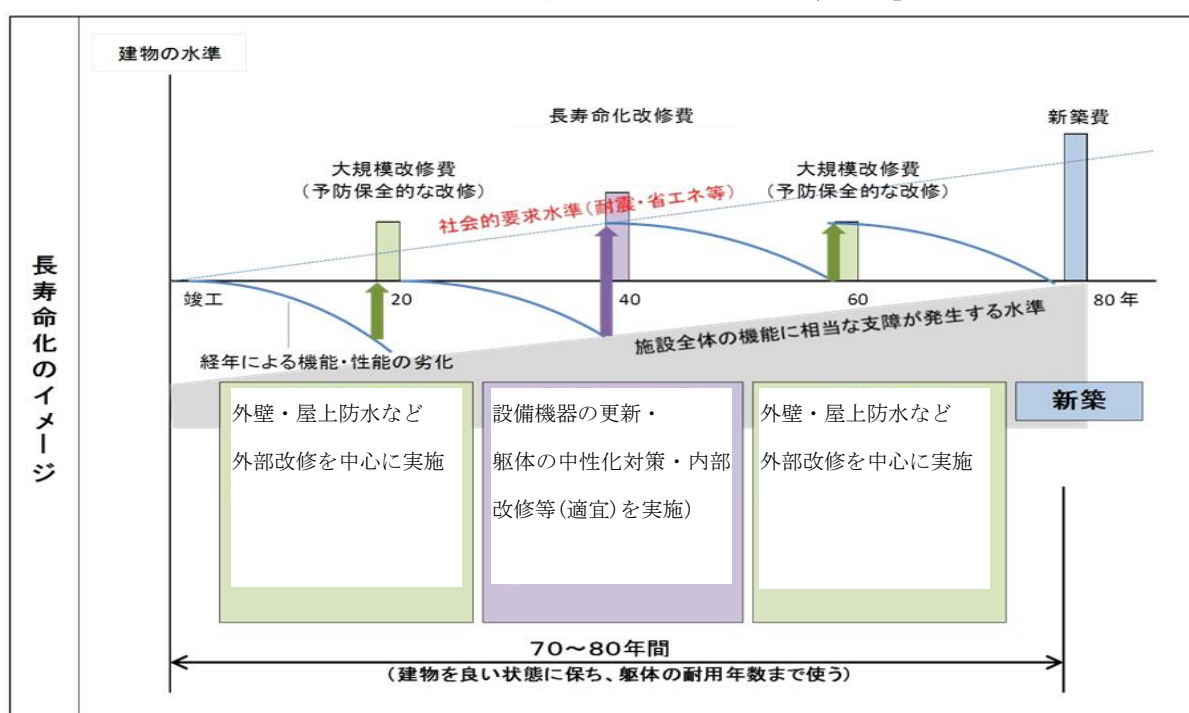 長寿命化のイメージ
建物の水準
長寿命化改修費
新築費
大規模改修費
（予防保全的な改修）
大規模改修費
（予防保全的な改修）
社会的要求水準（耐震・省エネ等）
竣工
20
40
60
80年
施設全体の機能に相当な支障が発生する水準
経年による機能・性能の劣化
外壁・屋上防水など
外部改修を中心に実施
設備機器の更新・
躯体の中性化対策・内部
改修等(適宜)を実施)
外壁・屋上防水など
外部改修を中心に実施
新築
70～80年間
（建物を良い状態に保ち、躯体の耐用年数まで使う）